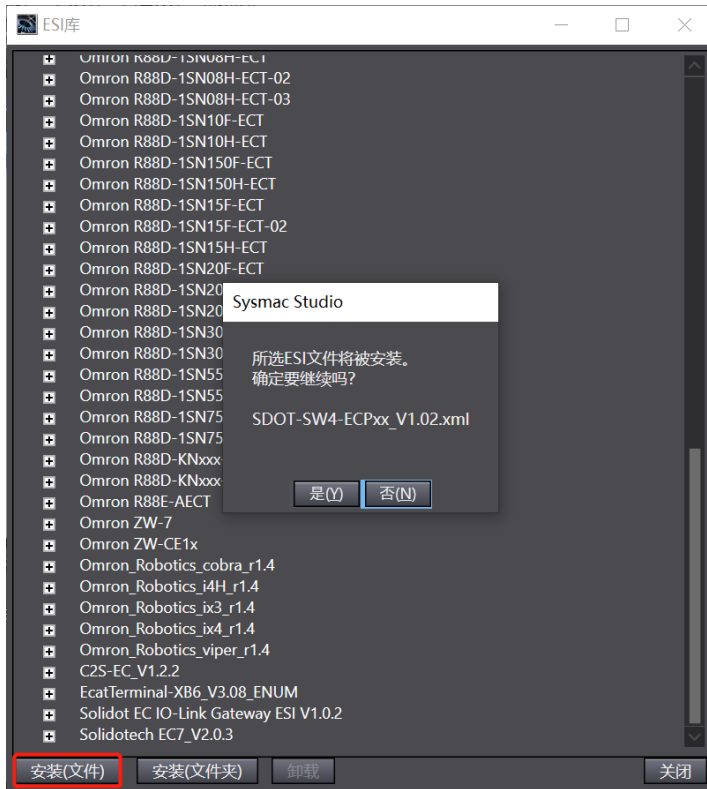 ESI库
Omron R88D-1SN08H-ECT
Omron R88D-1SN08H-ECT-02
Omron R88D-1SN08H-ECT-03
Omron R88D-1SN10F-ECT
Omron R88D-1SN10H-ECT
Omron R88D-1SN150F-ECT
Omron R88D-1SN150H-ECT
Omron R88D-1SN15F-ECT
Omron R88D-1SN15F-ECT-02
Omron R88D-1SN15H-ECT
Omron R88D-1SN20F-ECT
Omron R88D-1SN20
Omron R88D-1SN20
Omron R88D-1SN30
Omron R88D-1SN30
Omron R88D-1SN55
Omron R88D-1SN55
Omron R88D-1SN75
Omron R88D-1SN75
Omron R88D-KNxxx-
Omron R88D-KNxxx-
Omron R88E-AECT
Omron ZW-7
Omron ZW-CE1x
Omron_Robotics_cobra_r1.4
Omron_Robotics_i4H_r1.4
Omron_Robotics_ix3_r1.4
Omron_Robotics_ix4_r1.4
Omron_Robotics_viper_r1.4
C2S-EC_V1.2.2
EcatTerminal-XB6_V3.08_ENUM
Solidot EC IO-Link Gateway ESI V1.0.2
Solidotech EC7_V2.0.3
Sysmac Studio
所选ESI文件将被安装。
确定要继续吗?
SDOT-SW4-ECPxx_V1.02.xml
是(Y) 否(N)
安装(文件) 安装(文件夹) 卸载 关闭